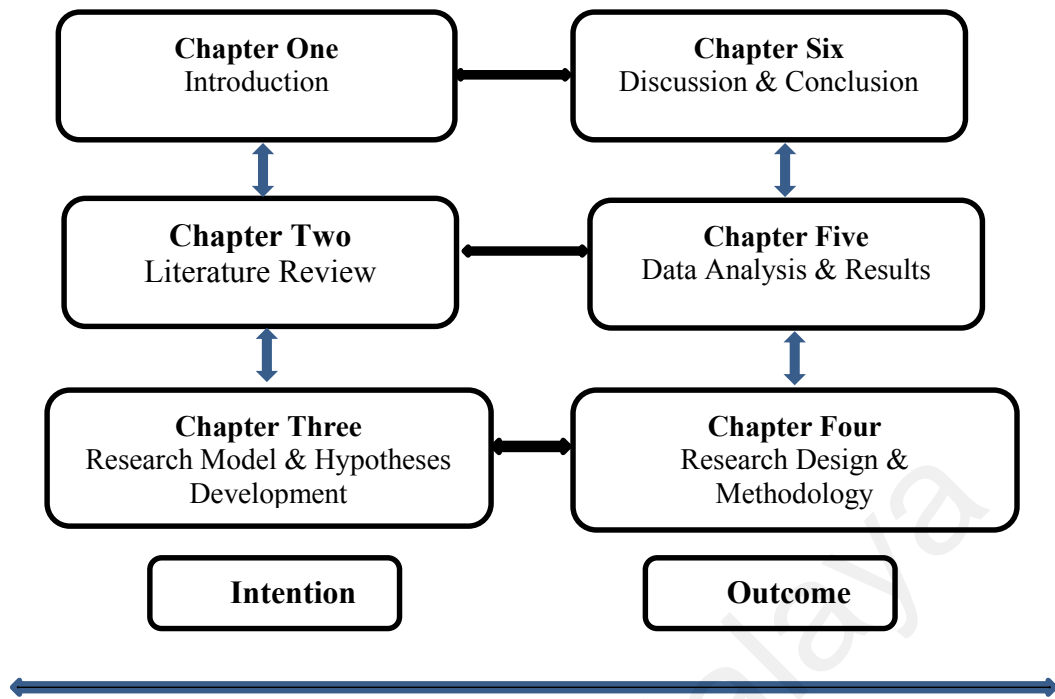 Chapter One
Introduction
Chapter Six
Discussion & Conclusion
Chapter Two
Literature Review
Chapter Five
Data Analysis & Results
Chapter Three
Research Model & Hypotheses
Development
Chapter Four
Research Design &
Methodology
Intention
Outcome